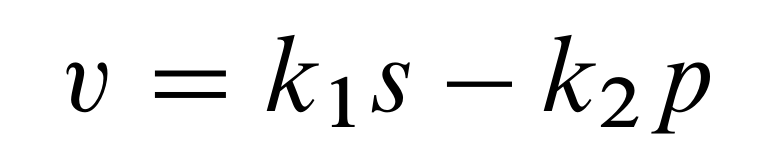 v = k₁s − k₂p